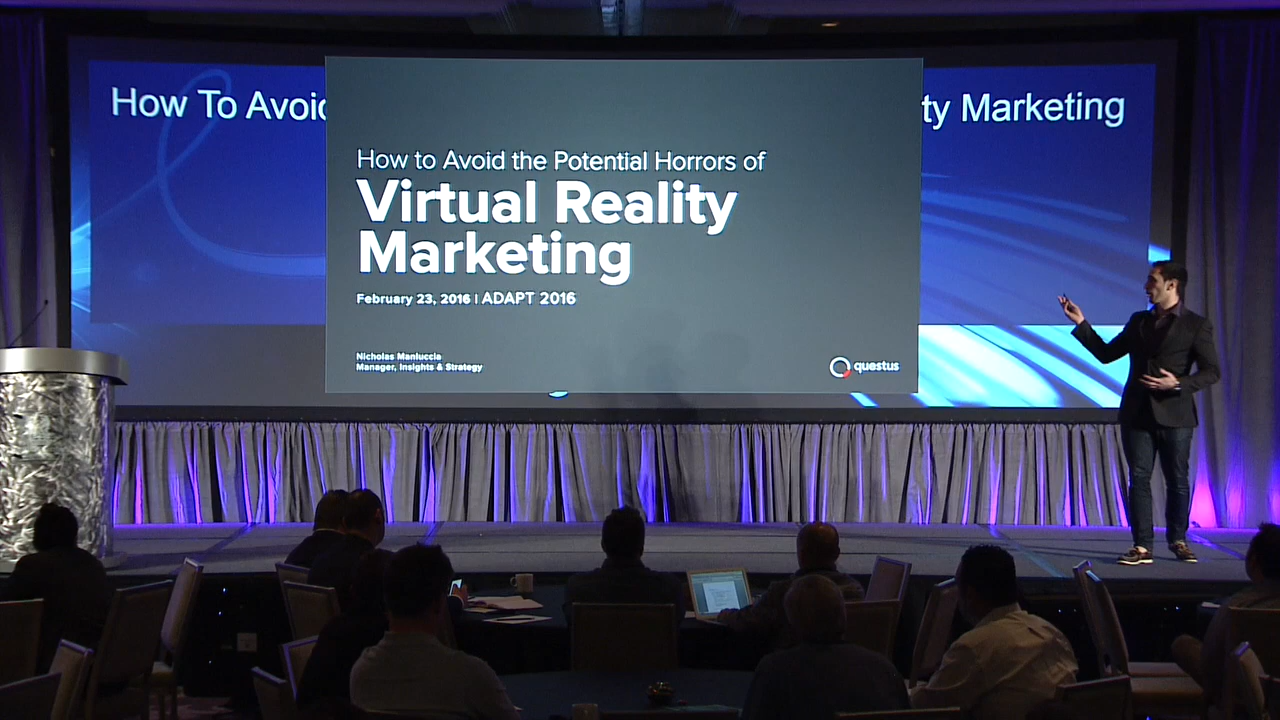 How To Avoid
ty Marketing
How to Avoid the Potential Horrors of
Virtual Reality
Marketing
February 23, 2016 | ADAPT 2016
Nicholas Manluccia
Manager, Insights & Strategy
questus